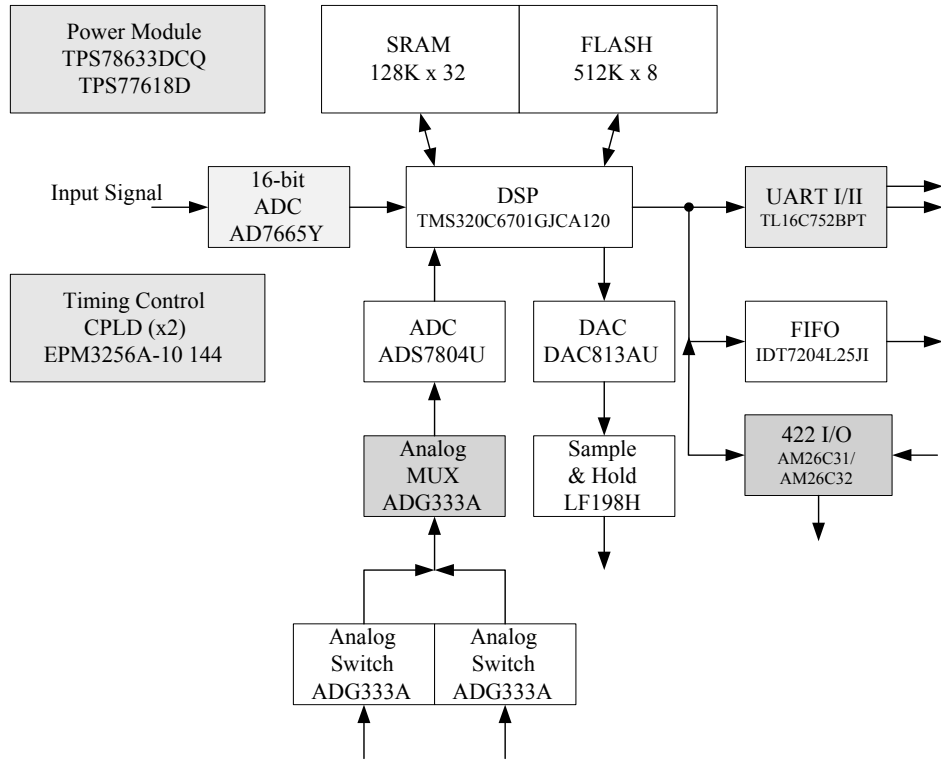 Power Module
TPS78633DCQ
TPS77618D
SRAM
128K x 32
FLASH
512K x 8
Input Signal
16-bit
ADC
AD7665Y
DSP
TMS320C6701GJCA120
UART I/II
TL16C752BPT
Timing Control
CPLD (x2)
EPM3256A-10 144
ADC
ADS7804U
DAC
DAC813AU
FIFO
IDT7204L25JI
Analog
MUX
ADG333A
Sample
& Hold
LF198H
422 I/O
AM26C31/
AM26C32
Analog
Switch
ADG333A
Analog
Switch
ADG333A